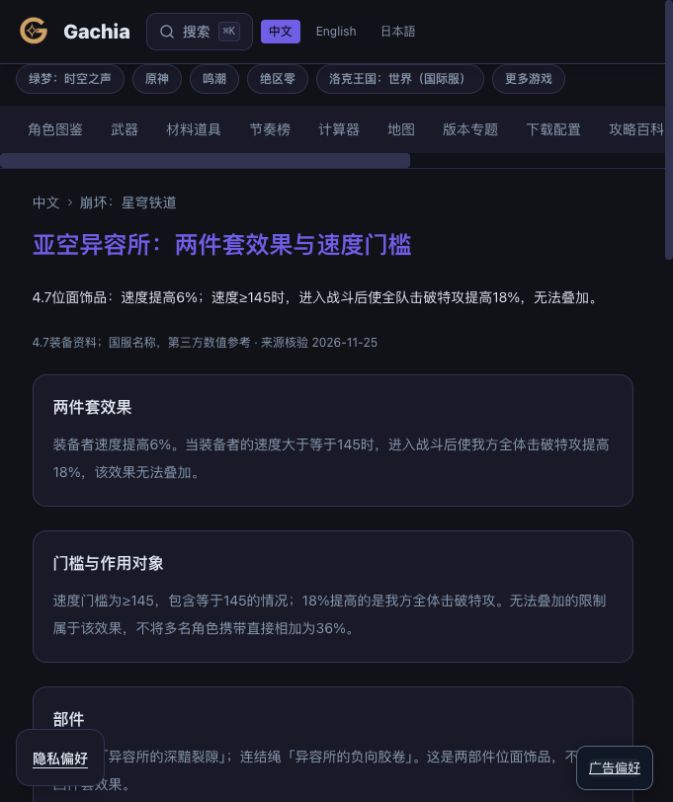 Gachia
搜索 ⌘K
中文 English 日本語
绿梦：时空之声 原神 鸣潮 绝区零 洛克王国：世界（国际服） 更多游戏
角色图鉴 武器 材料道具 节奏榜 计算器 地图 版本专题 下载配置 攻略百科
中文 › 崩坏：星穹铁道
亚空异容所：两件套效果与速度门槛
4.7位面饰品：速度提高6%；速度≥145时，进入战斗后使全队击破特攻提高18%，无法叠加。
4.7装备资料；国服名称，第三方数值参考 · 来源核验 2026-11-25
两件套效果
装备者速度提高6%。当装备者的速度大于等于145时，进入战斗后使我方全体击破特攻提高
18%，该效果无法叠加。
门槛与作用对象
速度门槛为≥145，包含等于145的情况；18%提高的是我方全体击破特攻。无法叠加的限制
属于该效果，不将多名角色携带直接相加为36%。
部件
「异容所的深黯裂隙」；连结绳「异容所的负向胶卷」。这是两部件位面饰品，不
四件套效果。
隐私偏好
广告偏好